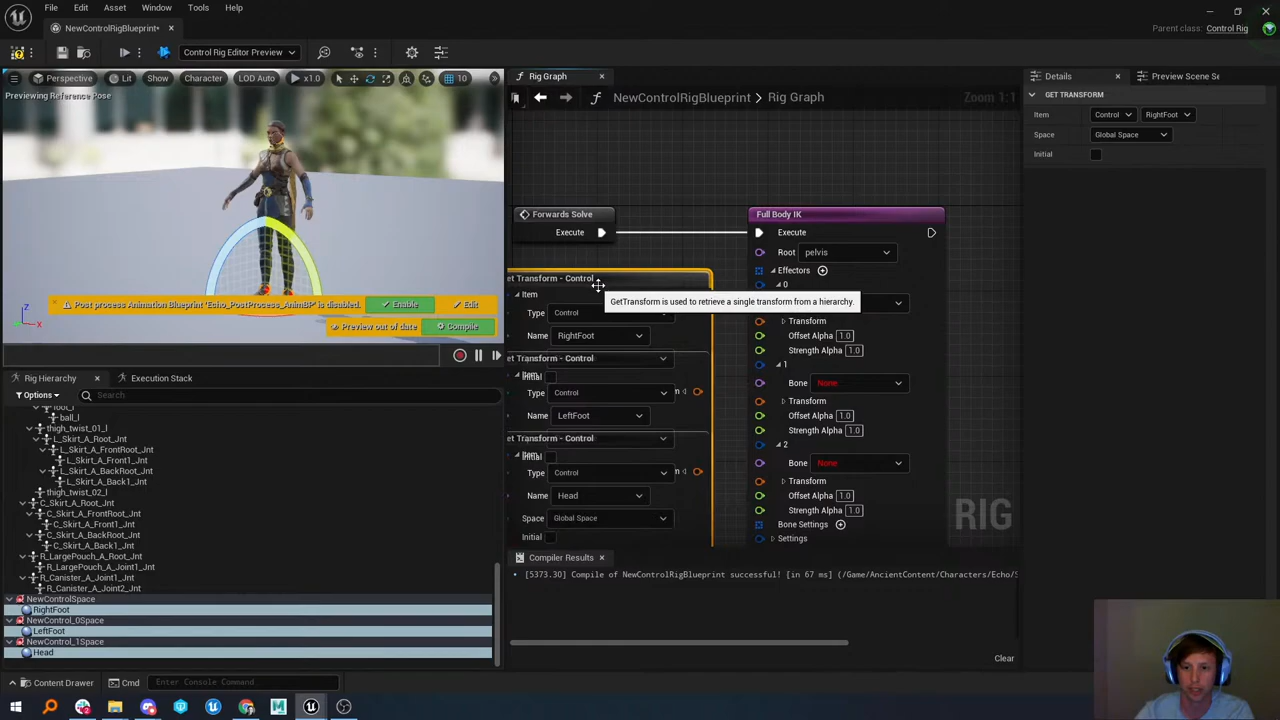 File Edit Asset Window Tools Help
NewControlRigBlueprint*
Parent class: Control Rig
Control Rig Editor Preview
Perspective Lit Show Character LOD Auto x1.0 10
Previewing Reference Pose
Post process Animation Blueprint 'Echo_PostProcess_AnimBP' is disabled. Enable Edit
Preview out of date Compile
Z
X
Rig Hierarchy Execution Stack
Options Search
foot_l
ball_l
thigh_twist_01_l
L_Skirt_A_Root_Jnt
L_Skirt_A_FrontRoot_Jnt
L_Skirt_A_Front1_Jnt
L_Skirt_A_BackRoot_Jnt
L_Skirt_A_Back1_Jnt
thigh_twist_02_l
C_Skirt_A_Root_Jnt
C_Skirt_A_FrontRoot_Jnt
C_Skirt_A_Front1_Jnt
C_Skirt_A_BackRoot_Jnt
C_Skirt_A_Back1_Jnt
R_LargePouch_A_Root_Jnt
R_LargePouch_A_Joint1_Jnt
R_Canister_A_Joint1_Jnt
R_Canister_A_Joint2_Jnt
NewControlSpace
RightFoot
NewControl_0Space
LeftFoot
NewControl_1Space
Head
Content Drawer Cmd Enter Console Command
Rig Graph
NewControlRigBlueprint > Rig Graph Zoom 1:1
Forwards Solve
Execute
et Transform - Control
Item
Type Control
Name RightFoot
et Transform - Control
Item
Initial
Type Control
Name LeftFoot
et Transform - Control
Item
Initial
Type Control
Name Head
Space Global Space
Initial
GetTransform is used to retrieve a single transform from a hierarchy.
Full Body IK
Execute
Root pelvis
Effectors
0
Transform
Offset Alpha 1.0
Strength Alpha 1.0
1
Bone None
Transform
Offset Alpha 1.0
Strength Alpha 1.0
2
Bone None
Transform
Offset Alpha 1.0
Strength Alpha 1.0
Bone Settings
Settings
RIG
Compiler Results
[5373.30] Compile of NewControlRigBlueprint successful! [in 67 ms] (/Game/AncientContent/Characters/Echo/S
Clear
Details Preview Scene Se
GET TRANSFORM
Item Control RightFoot
Space Global Space
Initial